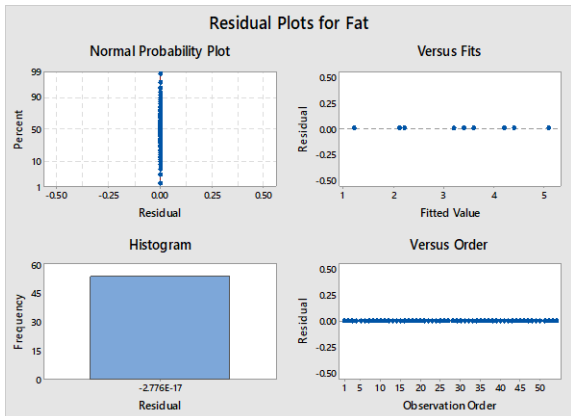 Residual Plots for Fat
Normal Probability Plot
Percent
99
90
50
10
1
-0.50 -0.25 0.00 0.25 0.50
Residual
Versus Fits
Residual
0.50
0.25
0.00
-0.25
-0.50
1 2 3 4 5
Fitted Value
Histogram
Frequency
60
45
30
15
0
-2.776E-17
Residual
Versus Order
Residual
0.50
0.25
0.00
-0.25
-0.50
1 5 10 15 20 25 30 35 40 45 50
Observation Order